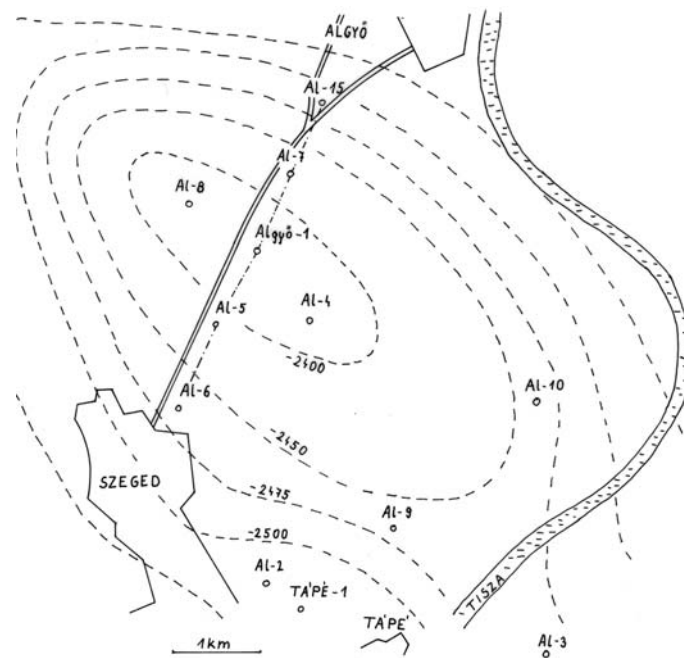 ALGYŐ
Al-15
Al-7
Al-8
Algyő-1
Al-5
Al-4
-2400
Al-10
Al-6
-2450
SZEGED
-2475
Al-9
-2500
Al-2
TÁPÉ-1
TISZA
TÁPÉ
1km
Al-3